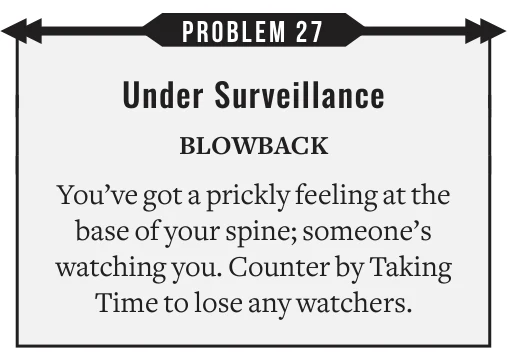 PROBLEM 27
Under Surveillance
BLOWBACK
You’ve got a prickly feeling at the
base of your spine; someone’s
watching you. Counter by Taking
Time to lose any watchers.